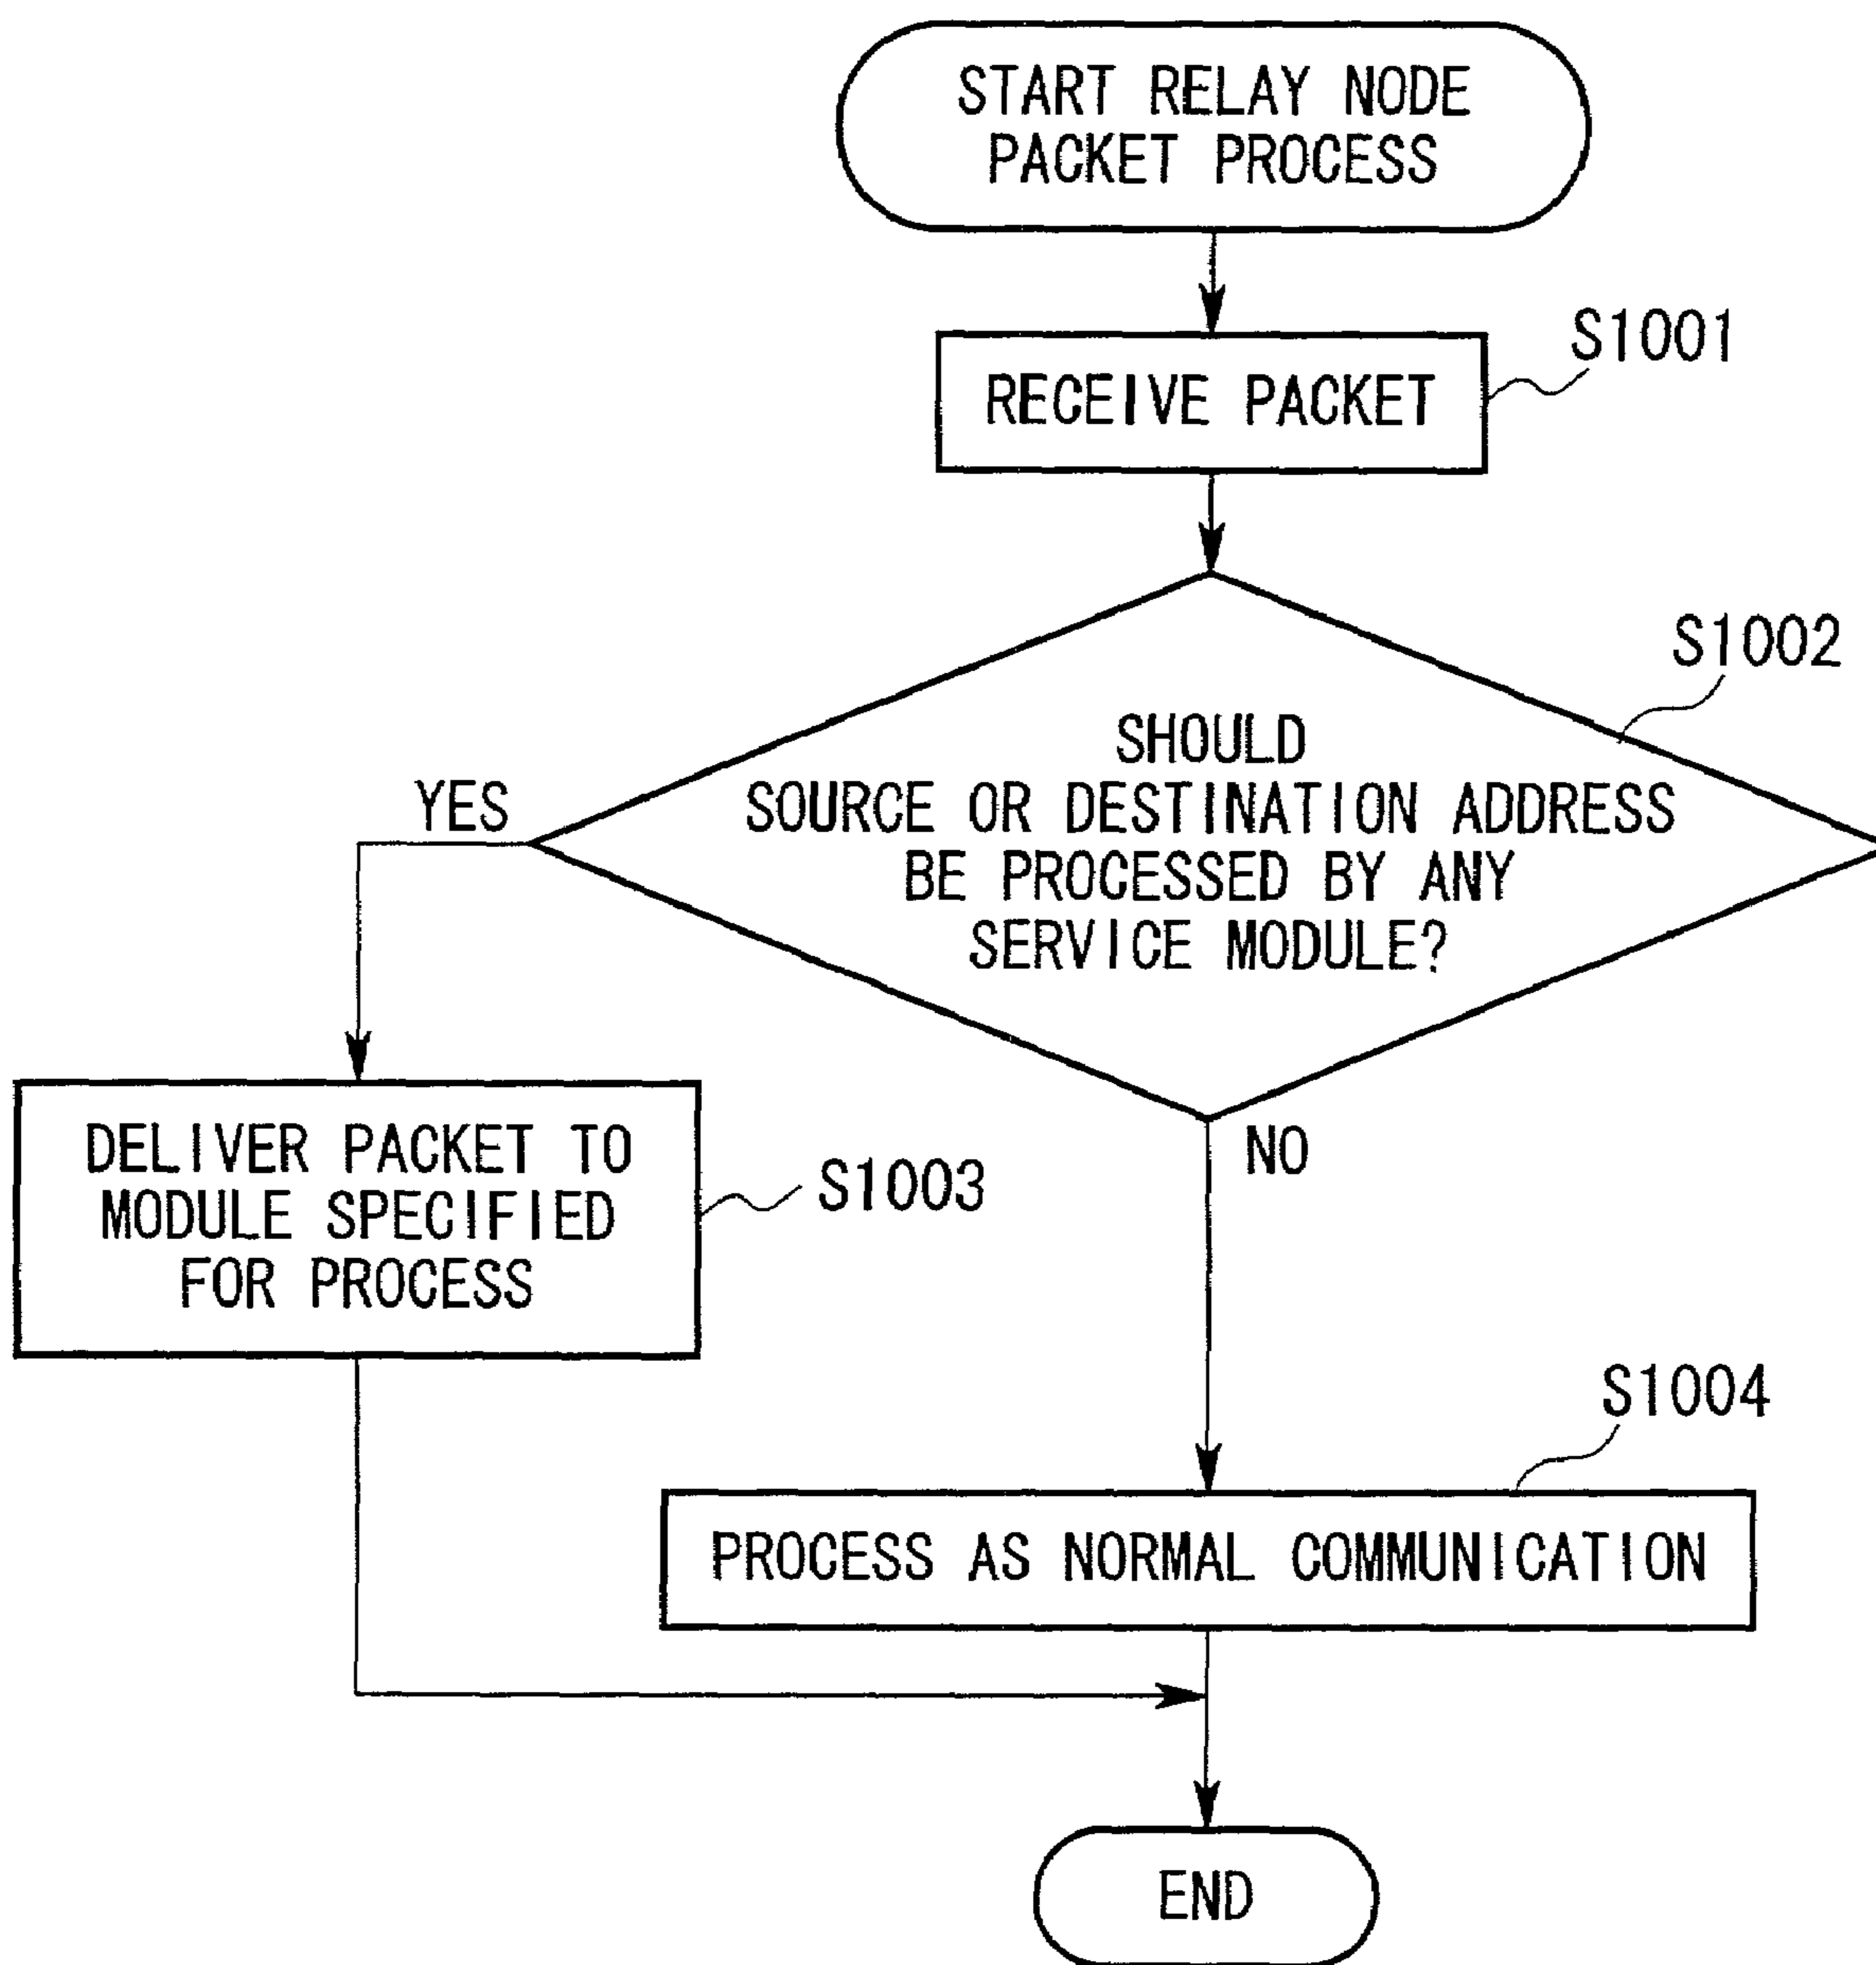 START RELAY NODE
PACKET PROCESS
S1001
RECEIVE PACKET
S1002
SHOULD
SOURCE OR DESTINATION ADDRESS
BE PROCESSED BY ANY
SERVICE MODULE?
YES
NO
DELIVER PACKET TO
MODULE SPECIFIED
FOR PROCESS
S1003
S1004
PROCESS AS NORMAL COMMUNICATION
END